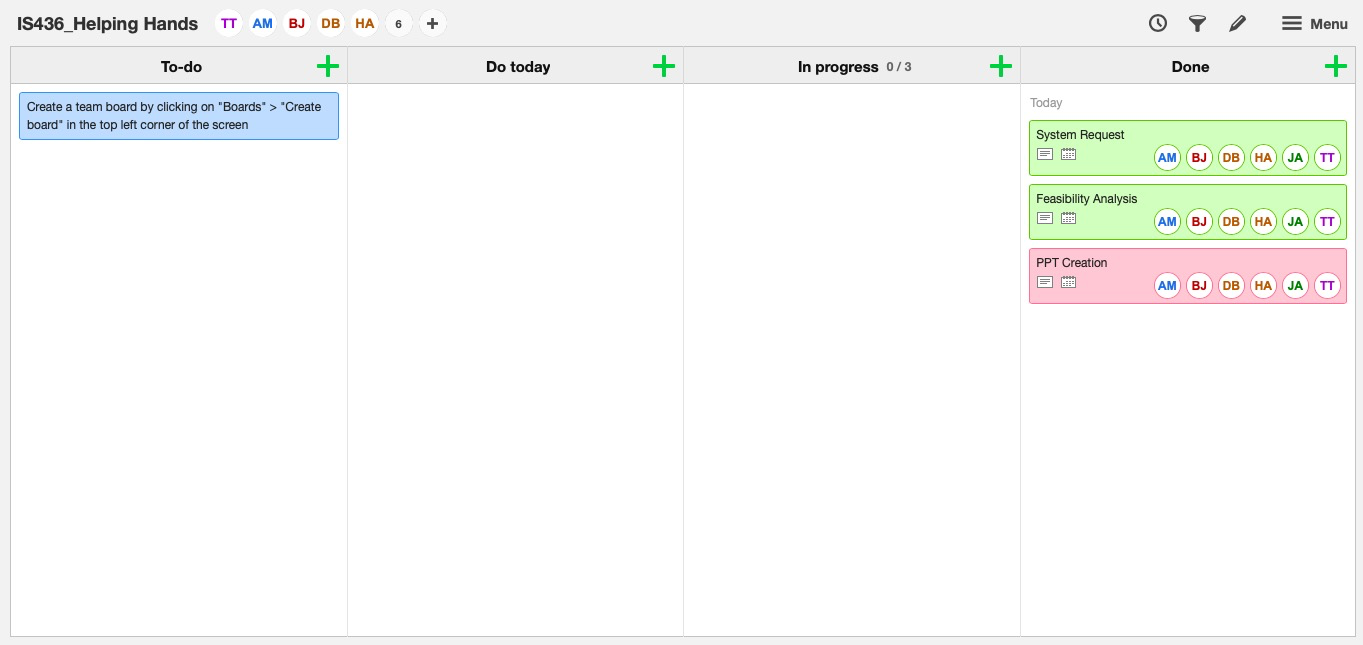 IS436_Helping Hands TT AM BJ DB HA 6 + Menu
To-do Do today In progress 0 / 3 Done
Create a team board by clicking on "Boards" > "Create
board" in the top left corner of the screen
Today
System Request
AM BJ DB HA JA TT
Feasibility Analysis
AM BJ DB HA JA TT
PPT Creation
AM BJ DB HA JA TT